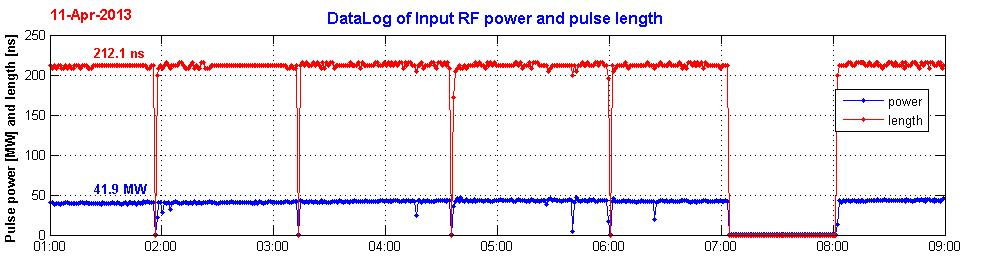 11-Apr-2013
DataLog of Input RF power and pulse length
Pulse power [MW] and length [ns]
250
200
150
100
50
0
212.1 ns
41.9 MW
power
length
01:00 02:00 03:00 04:00 05:00 06:00 07:00 08:00 09:00